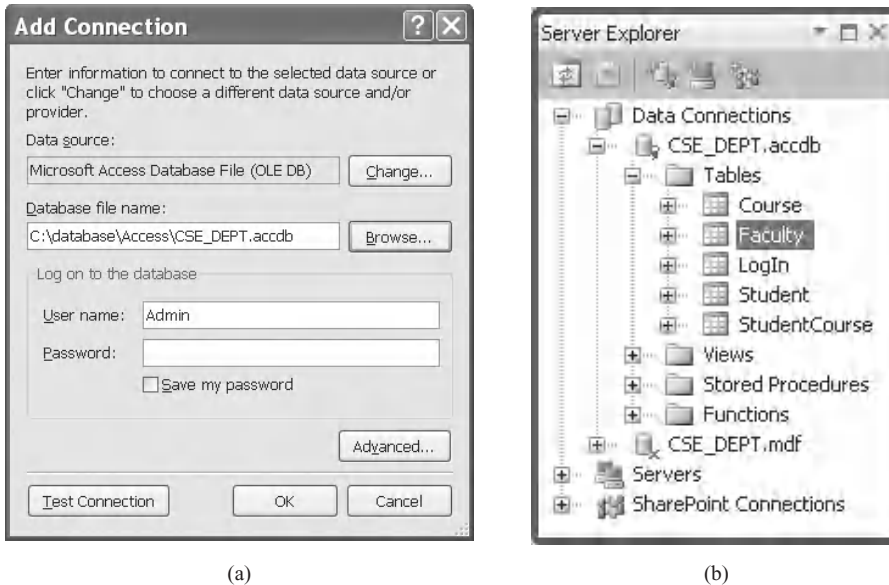 Add Connection
Enter information to connect to the selected data source or
click "Change" to choose a different data source and/or
provider.
Data source:
Microsoft Access Database File (OLE DB)
Change...
Database file name:
C:\database\Access\CSE_DEPT.accdb
Browse...
Log on to the database
User name:
Admin
Password:
Save my password
Advanced...
Test Connection
OK
Cancel
(a)
Server Explorer
Data Connections
CSE_DEPT.accdb
Tables
Course
Faculty
LogIn
Student
StudentCourse
Views
Stored Procedures
Functions
CSE_DEPT.mdf
Servers
SharePoint Connections
(b)